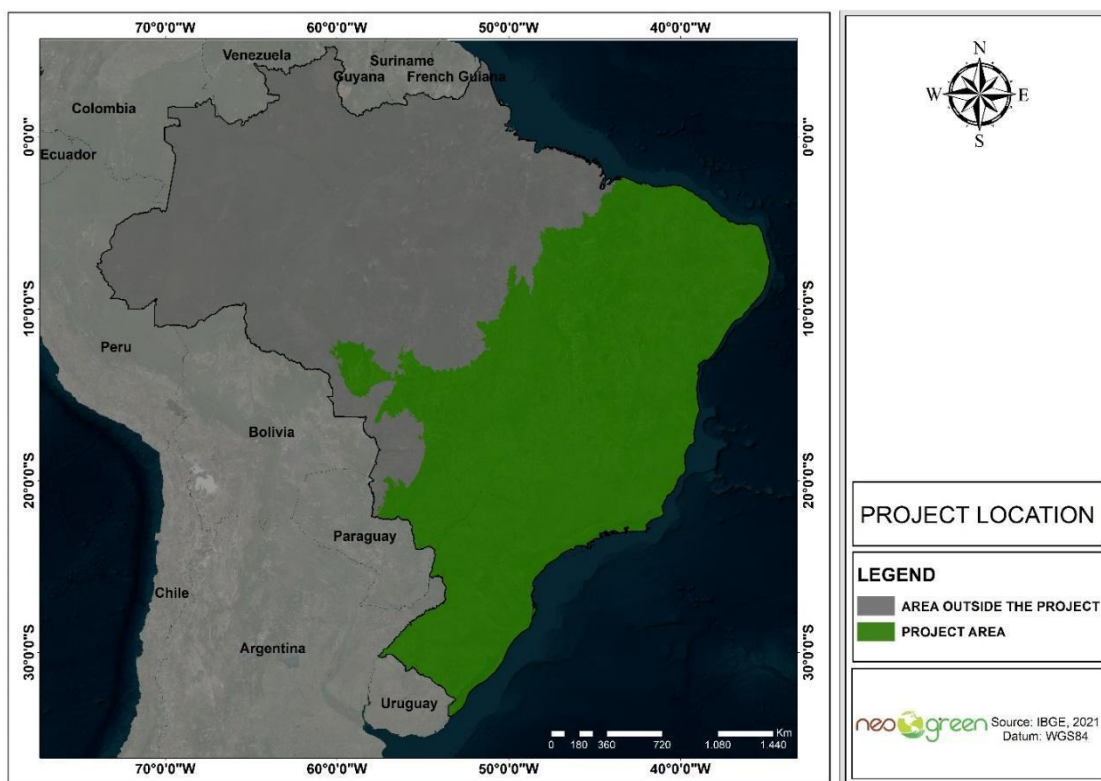 70°0'0"W 60°0'0"W 50°0'0"W 40°0'0"W
Venezuela
Suriname
Guyana French Guiana
Colombia
0°0'0"
Ecuador
10°0'0"S 10°0'0"S
Peru
Bolivia
20°0'0"S 20°0'0"S
Paraguay
Chile
Argentina
30°0'0"S 30°0'0"S
Uruguay
Km
0 180 360 720 1.080 1.440
70°0'0"W 60°0'0"W 50°0'0"W 40°0'0"W
0°0'0"
N
W E
S
PROJECT LOCATION
LEGEND
AREA OUTSIDE THE PROJECT
PROJECT AREA
neogreen
Source: IBGE, 2021
Datum: WGS84